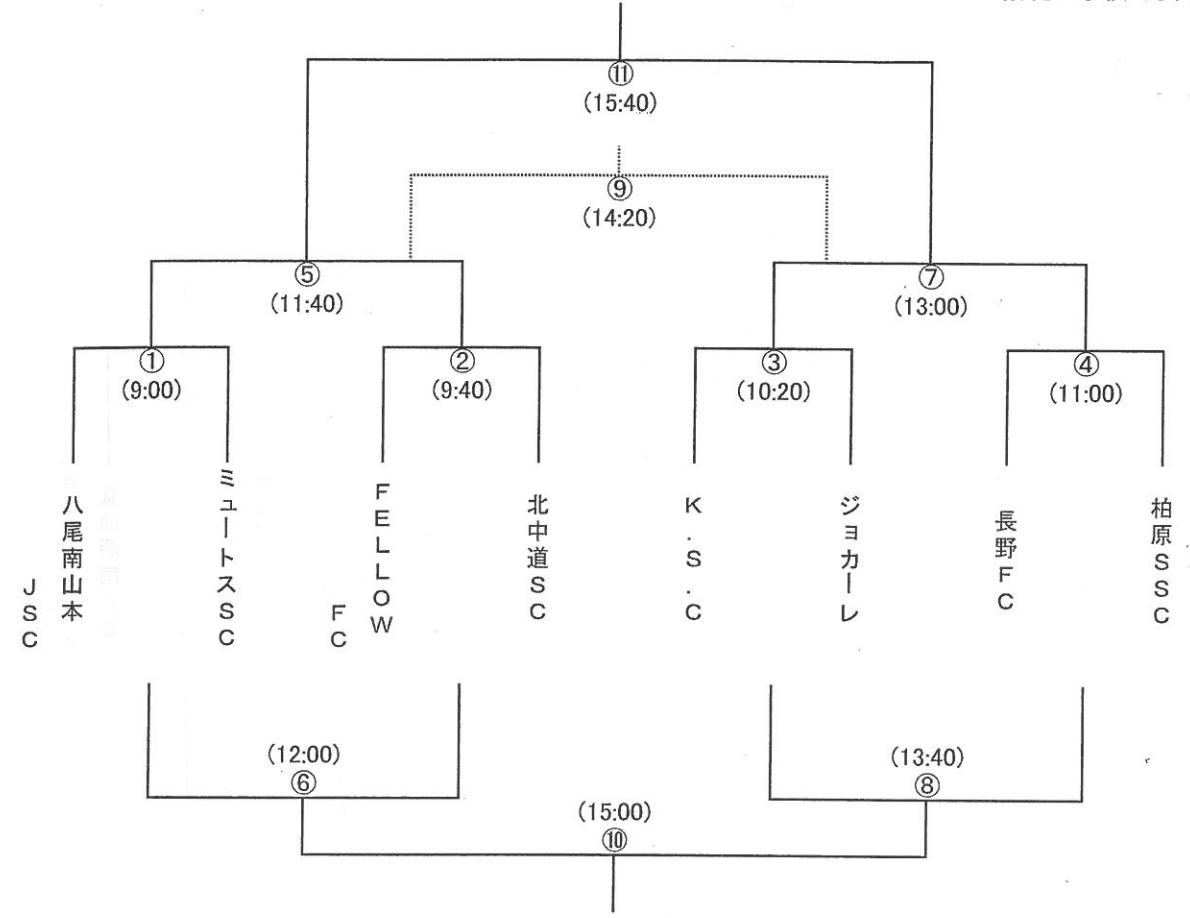 ⑪
(15:40)
⑨
(14:20)
⑤
(11:40)
⑦
(13:00)
①
(9:00)
②
(9:40)
③
(10:20)
④
(11:00)
八尾南山本
JSC
ミュートスSC
FELLOW
FC
北中道SC
K.S.C
ジョカーレ
長野FC
柏原SSC
(12:00)
⑥
(13:40)
⑧
(15:00)
⑩